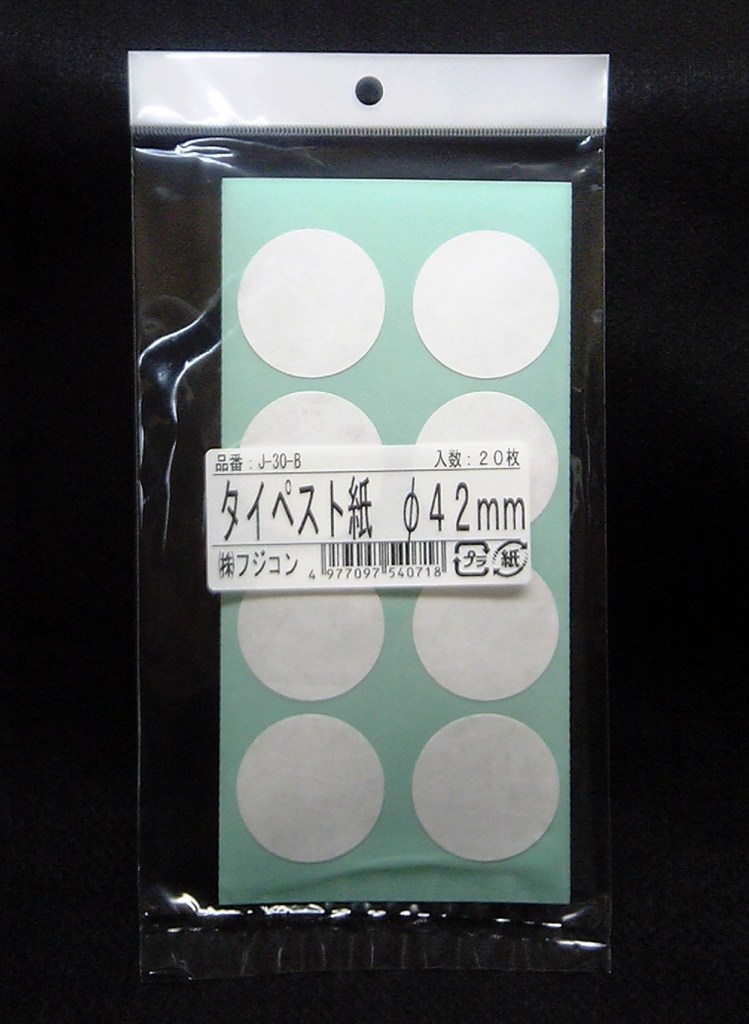 品番：J-30-B 入数：20枚
タイペスト紙 φ42mm
㈱フジコン 4 977097 540718 プラ 紙